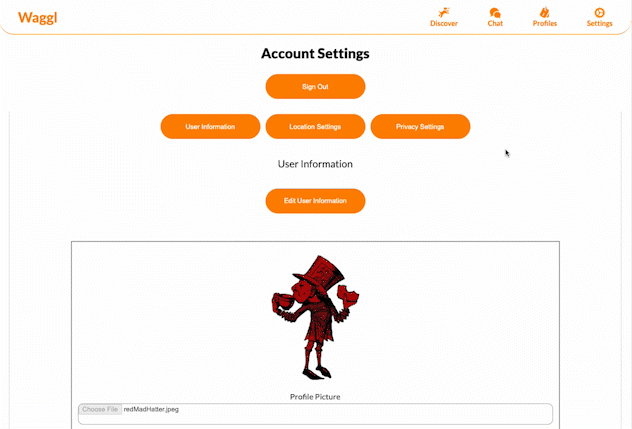 Waggl
Discover Chat Profiles Settings
Account Settings
Sign Out
User Information Location Settings Privacy Settings
User Information
Edit User Information
Profile Picture
Choose File redMadHatter.jpeg